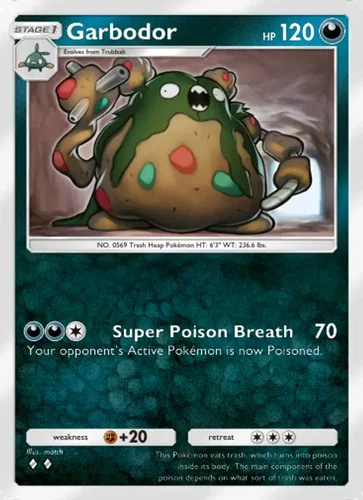 STAGE 1 Garbodor HP 120
Evolves from Trubbish
NO. 0569 Trash Heap Pokémon HT: 6'3" WT: 236.6 lbs.
Super Poison Breath 70
Your opponent's Active Pokémon is now Poisoned.
weakness +20 retreat
Illus. match
This Pokémon eats trash, which turns into poison
inside its body. The main component of the
poison depends on what sort of trash was eaten.